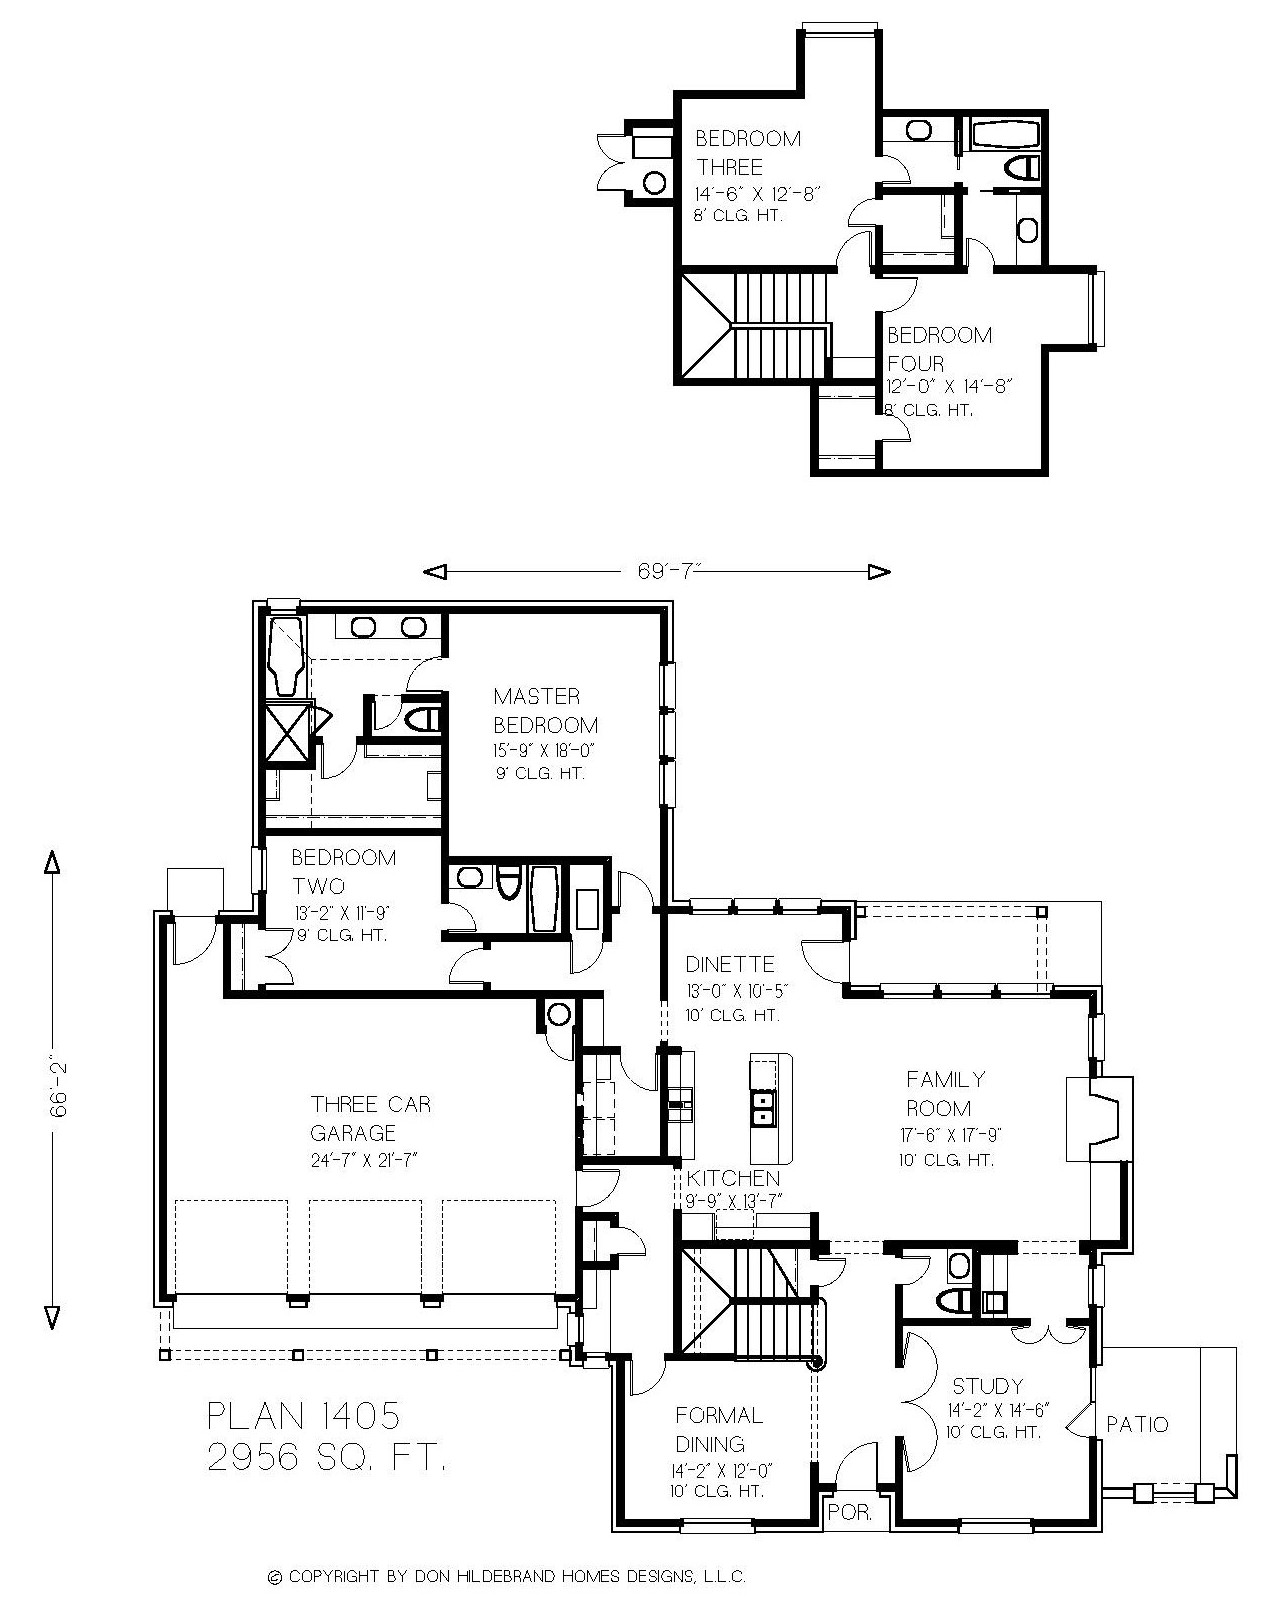 BEDROOM
THREE
14'-6" X 12'-8"
8' CLG. HT.
BEDROOM
FOUR
12'-0" X 14'-8"
8' CLG. HT.
69'-7"
MASTER
BEDROOM
15'-9" X 18'-0"
9' CLG. HT.
BEDROOM
TWO
13'-2" X 11'-9"
9' CLG. HT.
DINETTE
13'-0" X 10'-5"
10' CLG. HT.
66'-2"
FAMILY
ROOM
17'-6" X 17'-9"
10' CLG. HT.
THREE CAR
GARAGE
24'-7" X 21'-7"
KITCHEN
9'-9" X 13'-7"
STUDY
14'-2" X 14'-6"
10' CLG. HT.
PATIO
FORMAL
DINING
14'-2" X 12'-0"
10' CLG. HT.
POR.
PLAN 1405
2956 SQ. FT.
© COPYRIGHT BY DON HILDEBRAND HOMES DESIGNS, L.L.C.